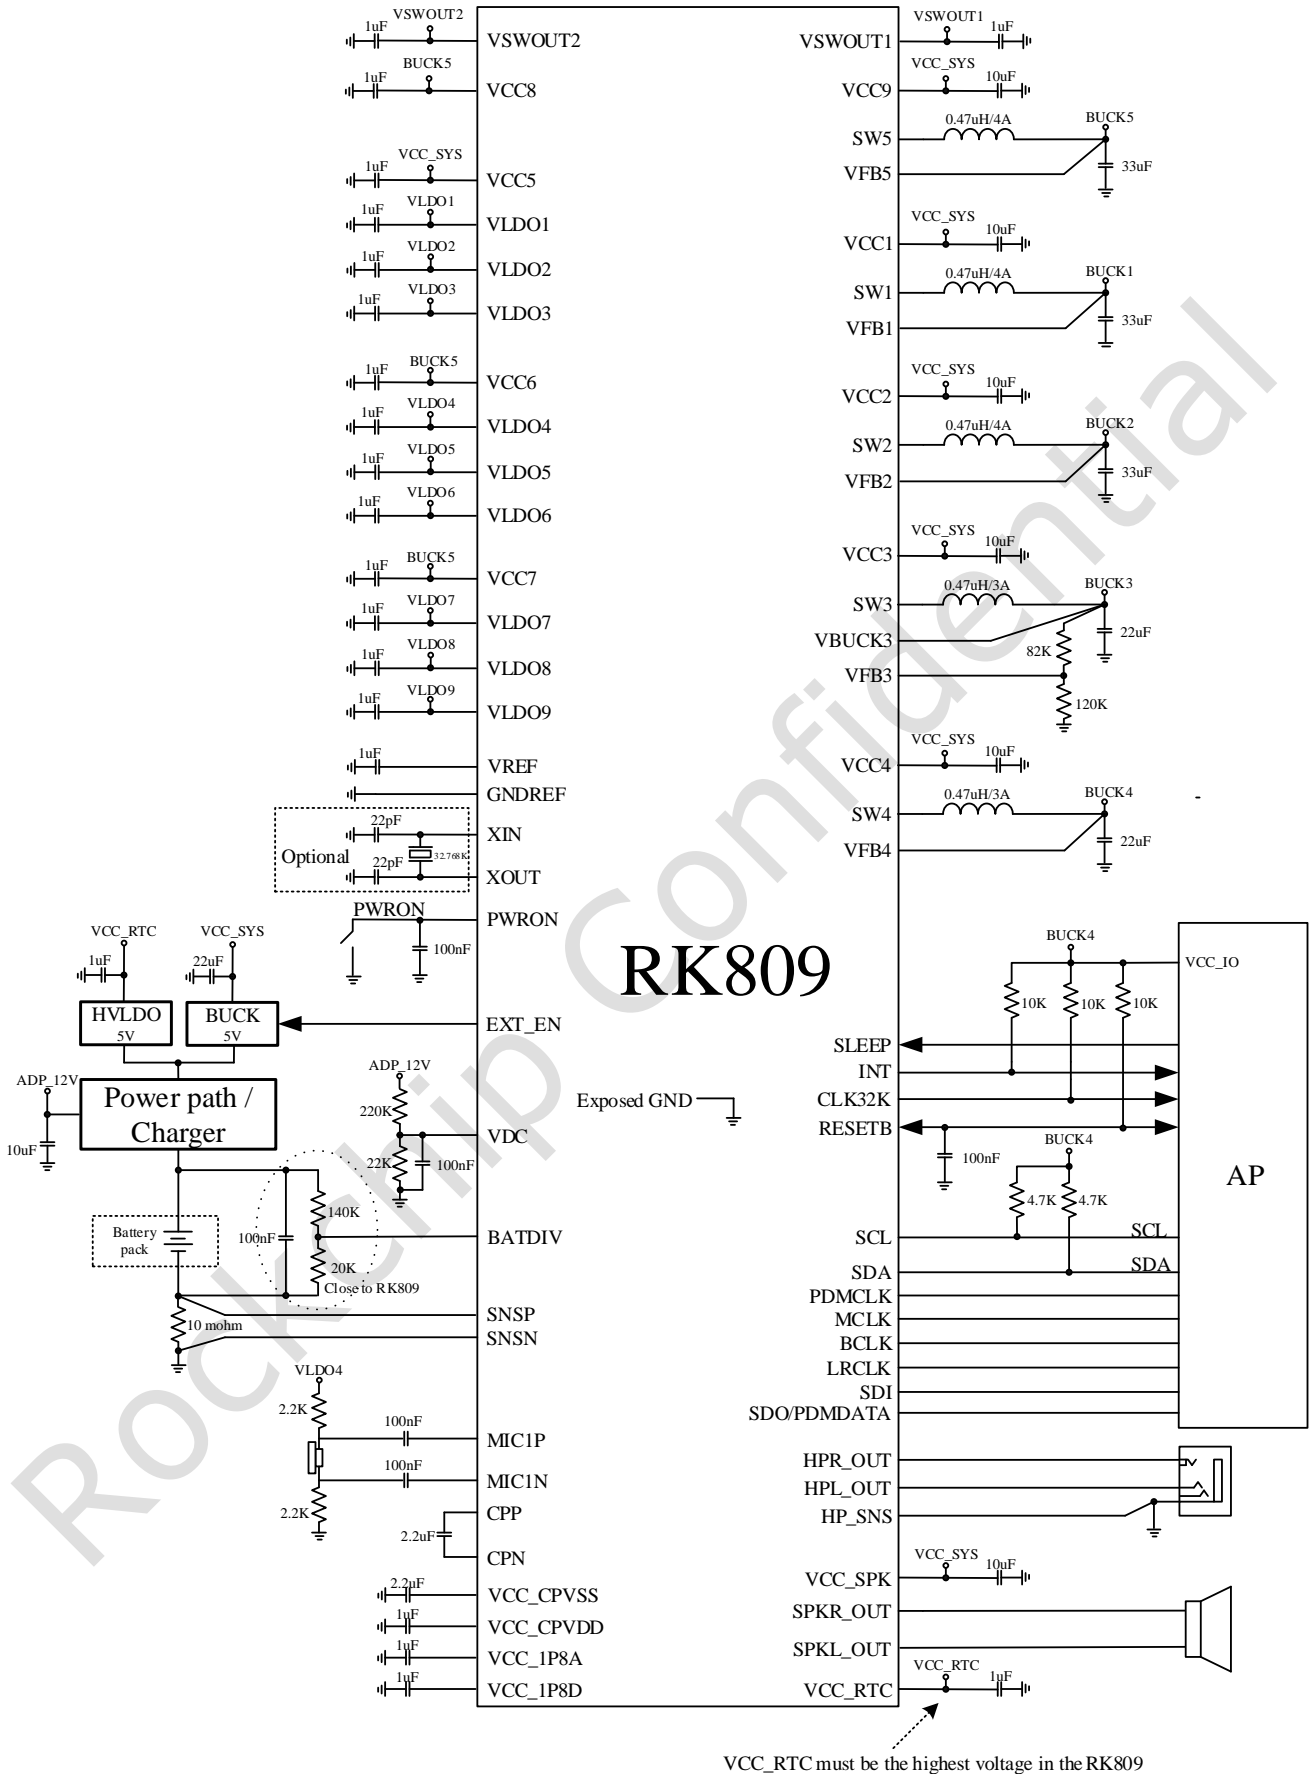 VSWOUT2
1uF
VSWOUT2
BUCK5
1uF
VCC8
VCC_SYS
1uF
VCC5
VLDO1
1uF
VLDO1
VLDO2
1uF
VLDO2
VLDO3
1uF
VLDO3
BUCK5
1uF
VCC6
VLDO4
1uF
VLDO4
VLDO5
1uF
VLDO5
VLDO6
1uF
VLDO6
BUCK5
1uF
VCC7
VLDO7
1uF
VLDO7
VLDO8
1uF
VLDO8
VLDO9
1uF
VLDO9
1uF
VREF
GNDREF
22pF
XIN
Optional
32.768K
22pF
XOUT
PWRON
PWRON
100nF
VCC_RTC
VCC_SYS
1uF
22uF
HVLDO
5V
BUCK
5V
EXT_EN
ADP_12V
Power path /
Charger
10uF
ADP_12V
220K
VDC
22K
100nF
140K
Battery
pack
100nF
BATDIV
20K
Close to RK809
SNSP
10 mohm
SNSN
VLDO4
2.2K
100nF
MIC1P
100nF
MIC1N
2.2K
CPP
2.2uF
CPN
2.2uF
VCC_CPVSS
1uF
VCC_CPVDD
1uF
VCC_1P8A
1uF
VCC_1P8D
RK809
Exposed GND
VSWOUT1
VSWOUT1
1uF
VCC_SYS
VCC9
10uF
0.47uH/4A
BUCK5
SW5
VFB5
33uF
VCC_SYS
VCC1
10uF
0.47uH/4A
BUCK1
SW1
VFB1
33uF
VCC_SYS
VCC2
10uF
0.47uH/4A
BUCK2
SW2
VFB2
33uF
VCC_SYS
VCC3
10uF
0.47uH/3A
BUCK3
SW3
VBUCK3
22uF
82K
VFB3
120K
VCC_SYS
VCC4
10uF
0.47uH/3A
BUCK4
SW4
VFB4
22uF
-
BUCK4
VCC_IO
10K
10K
10K
SLEEP
INT
CLK32K
RESETB
100nF
BUCK4
4.7K
4.7K
AP
SCL
SCL
SDA
SDA
PDMCLK
MCLK
BCLK
LRCLK
SDI
SDO/PDMDATA
HPR_OUT
HPL_OUT
HP_SNS
VCC_SYS
VCC_SPK
10uF
SPKR_OUT
SPKL_OUT
VCC_RTC
VCC_RTC
1uF
VCC_RTC must be the highest voltage in the RK809
Rockchip Confidential